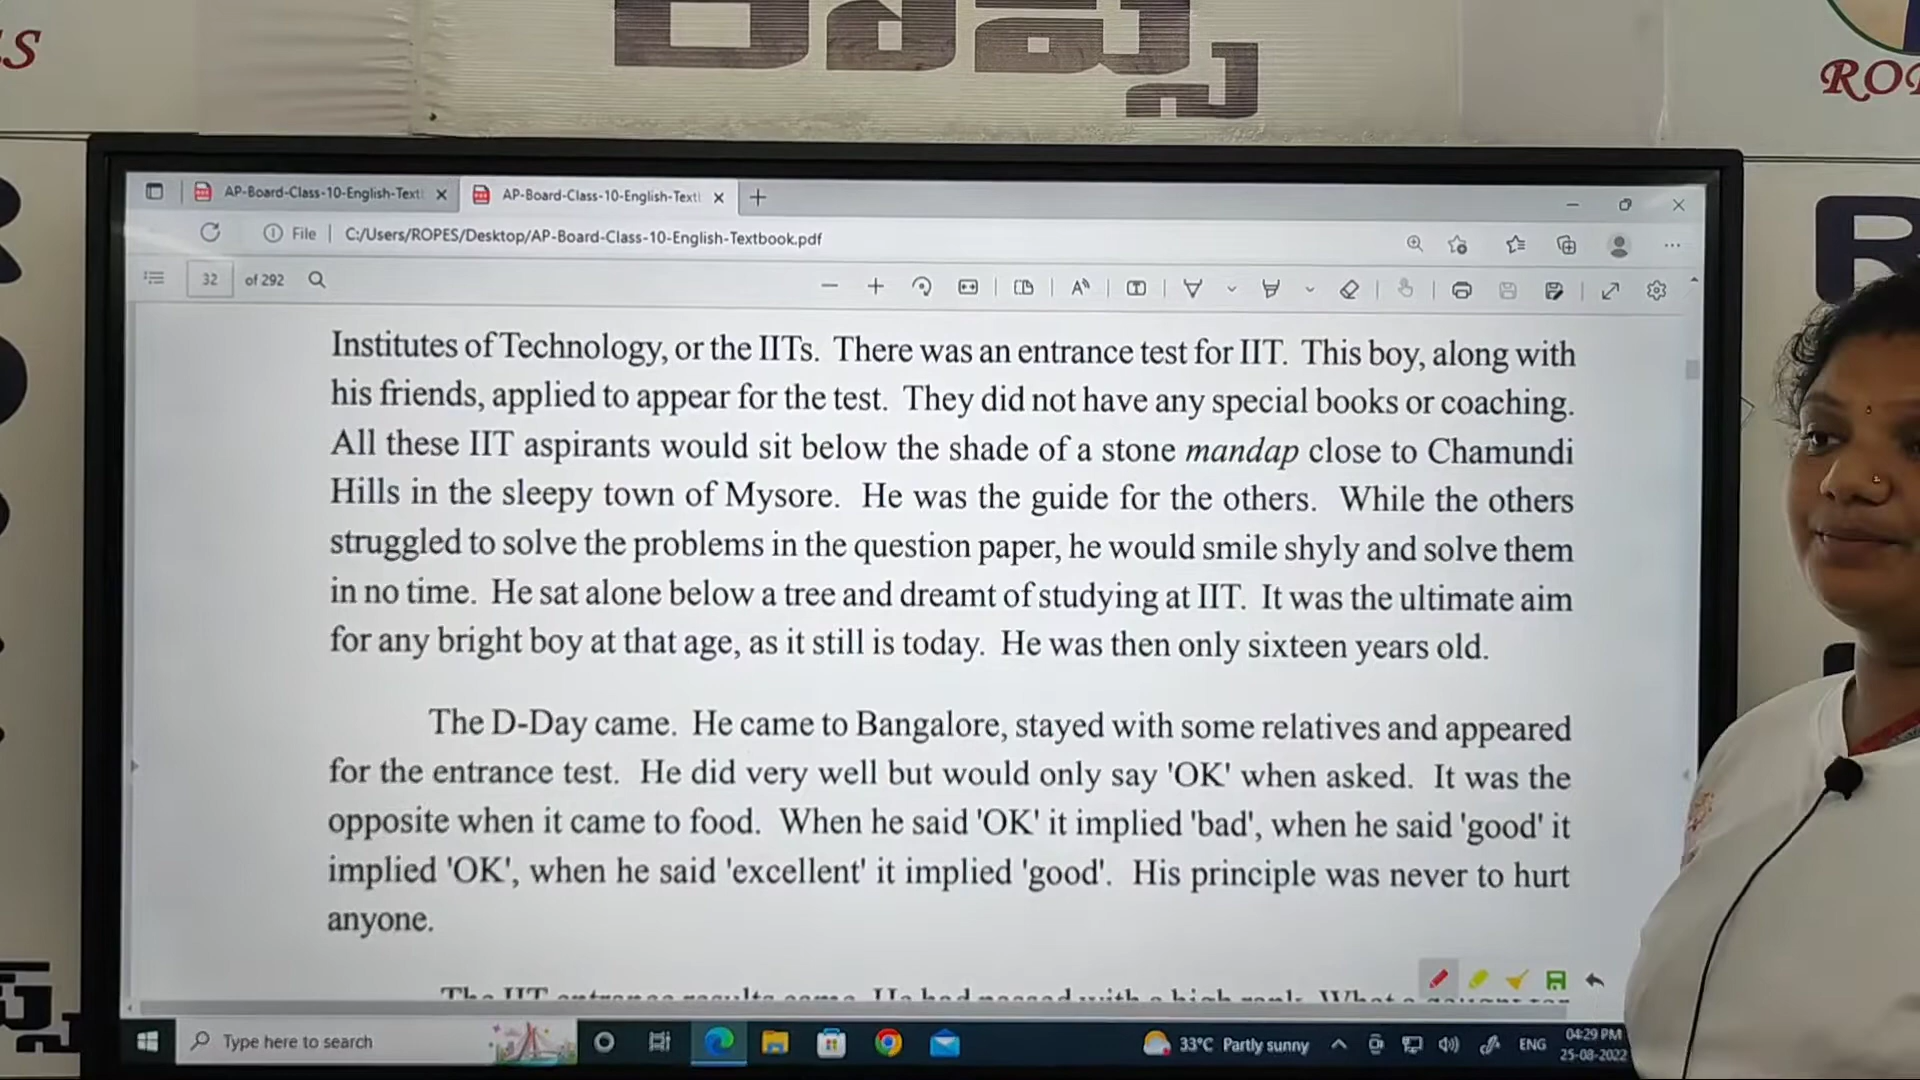 రోప్స్
AP-Board-Class-10-English-Textl
AP-Board-Class-10-English-Textl
File
C:/Users/ROPES/Desktop/AP-Board-Class-10-English-Textbook.pdf
32 of 292
Institutes of Technology, or the IITs. There was an entrance test for IIT. This boy, along with
his friends, applied to appear for the test. They did not have any special books or coaching.
All these IIT aspirants would sit below the shade of a stone mandap close to Chamundi
Hills in the sleepy town of Mysore. He was the guide for the others. While the others
struggled to solve the problems in the question paper, he would smile shyly and solve them
in no time. He sat alone below a tree and dreamt of studying at IIT. It was the ultimate aim
for any bright boy at that age, as it still is today. He was then only sixteen years old.
The D-Day came. He came to Bangalore, stayed with some relatives and appeared
for the entrance test. He did very well but would only say 'OK' when asked. It was the
opposite when it came to food. When he said 'OK' it implied 'bad', when he said 'good' it
implied 'OK', when he said 'excellent' it implied 'good'. His principle was never to hurt
anyone.
Type here to search
33°C Partly sunny
ENG
04:29 PM
25-08-2022